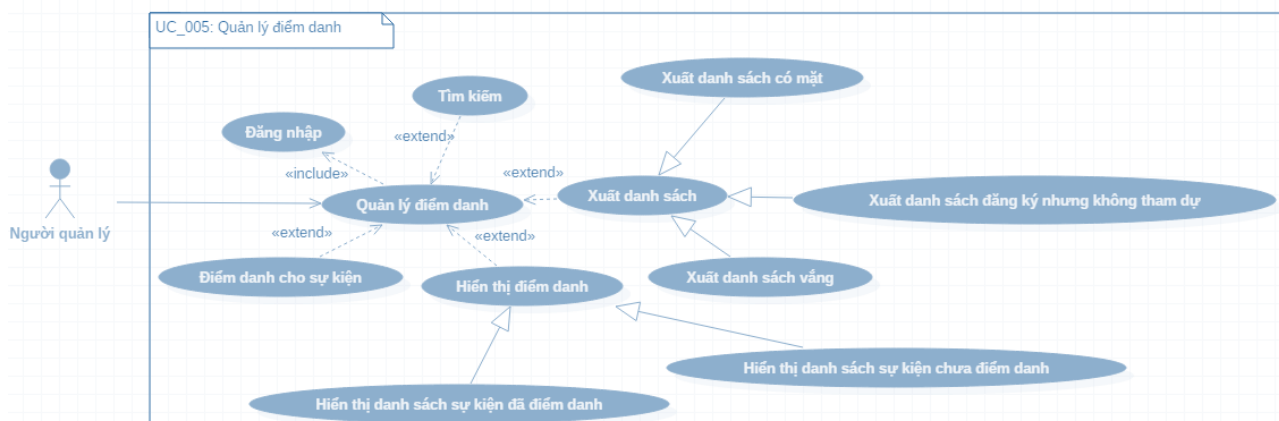 UC_005: Quản lý điểm danh
Xuất danh sách có mặt
Tìm kiếm
Đăng nhập
«extend»
«include»
«extend»
Xuất danh sách
Xuất danh sách đăng ký nhưng không tham dự
Quản lý điểm danh
Người quản lý
«extend»
«extend»
Điểm danh cho sự kiện
Hiển thị điểm danh
Xuất danh sách vắng
Hiển thị danh sách sự kiện chưa điểm danh
Hiển thị danh sách sự kiện đã điểm danh